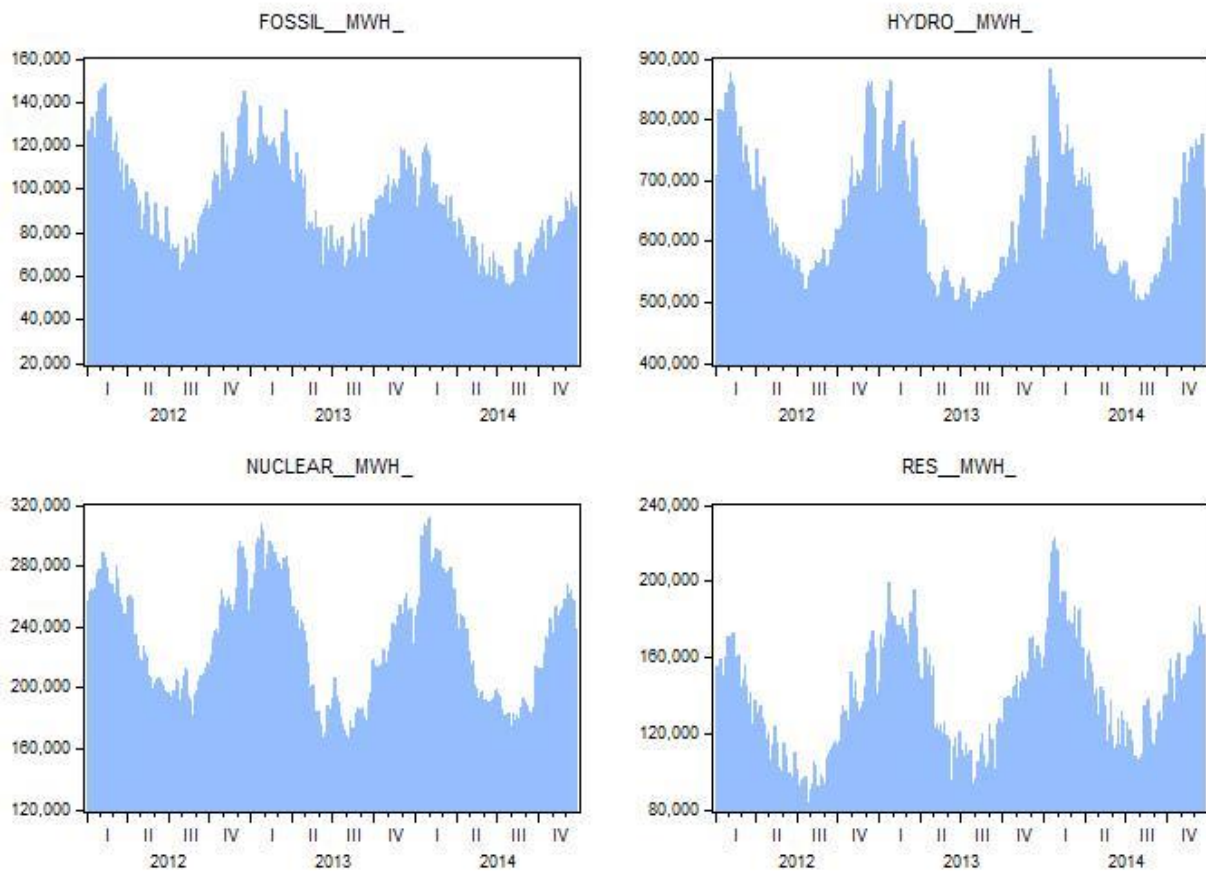 FOSSIL__MWH_
160,000
140,000
120,000
100,000
80,000
60,000
40,000
20,000
I II III IV I II III IV I II III IV
2012 2013 2014
HYDRO__MWH_
900,000
800,000
700,000
600,000
500,000
400,000
I II III IV I II III IV I II III IV
2012 2013 2014
NUCLEAR__MWH_
320,000
280,000
240,000
200,000
160,000
120,000
I II III IV I II III IV I II III IV
2012 2013 2014
RES__MWH_
240,000
200,000
160,000
120,000
80,000
I II III IV I II III IV I II III IV
2012 2013 2014